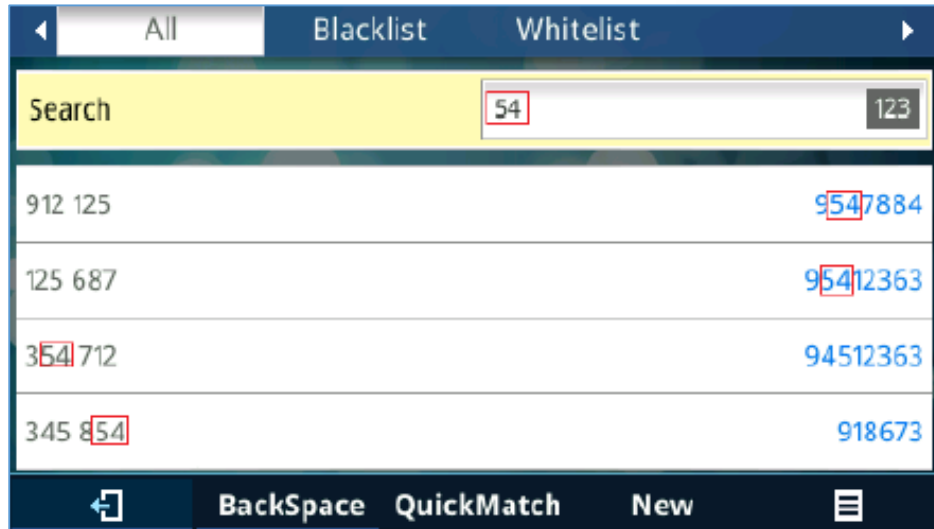 All Blacklist Whitelist
Search 54 123
912 125 9547884
125 687 95412363
354 712 94512363
345 854 918673
BackSpace QuickMatch New